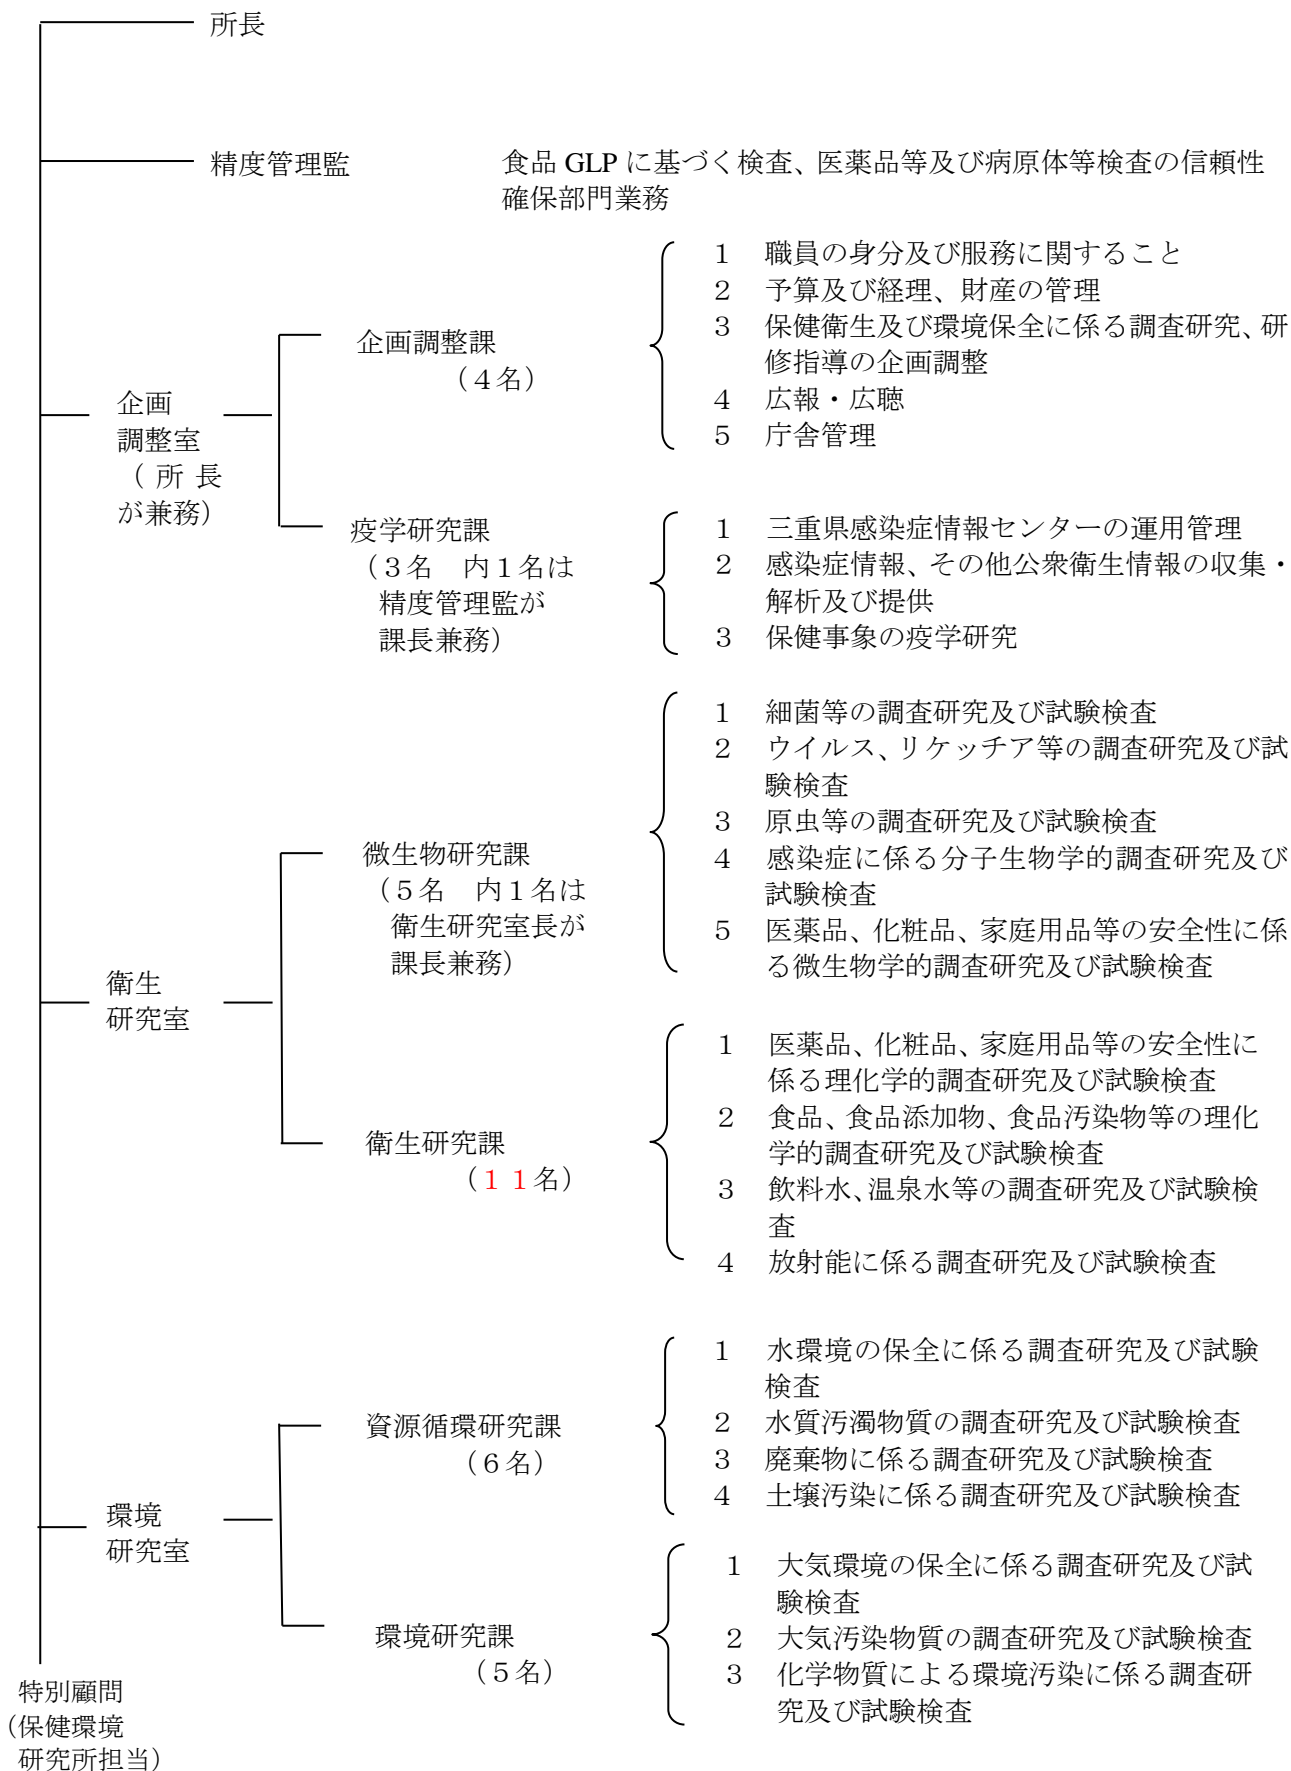 所長
精度管理監
食品 GLP に基づく検査、医薬品等及び病原体等検査の信頼性
確保部門業務
企画
調整室
（ 所 長
が兼務）
企画調整課
（４名）
１　職員の身分及び服務に関すること
２　予算及び経理、財産の管理
３　保健衛生及び環境保全に係る調査研究、研
修指導の企画調整
４　広報・広聴
５　庁舎管理
疫学研究課
（３名　内１名は
精度管理監が
課長兼務）
１　三重県感染症情報センターの運用管理
２　感染症情報、その他公衆衛生情報の収集・
解析及び提供
３　保健事象の疫学研究
衛生
研究室
微生物研究課
（５名　内１名は
衛生研究室長が
課長兼務）
１　細菌等の調査研究及び試験検査
２　ウイルス、リケッチア等の調査研究及び試
験検査
３　原虫等の調査研究及び試験検査
４　感染症に係る分子生物学的調査研究及び
試験検査
５　医薬品、化粧品、家庭用品等の安全性に係
る微生物学的調査研究及び試験検査
衛生研究課
（１１名）
１　医薬品、化粧品、家庭用品等の安全性に
係る理化学的調査研究及び試験検査
２　食品、食品添加物、食品汚染物等の理化
学的調査研究及び試験検査
３　飲料水、温泉水等の調査研究及び試験検
査
４　放射能に係る調査研究及び試験検査
環境
研究室
資源循環研究課
（６名）
１　水環境の保全に係る調査研究及び試験
検査
２　水質汚濁物質の調査研究及び試験検査
３　廃棄物に係る調査研究及び試験検査
４　土壌汚染に係る調査研究及び試験検査
環境研究課
（５名）
１　大気環境の保全に係る調査研究及び試
験検査
２　大気汚染物質の調査研究及び試験検査
３　化学物質による環境汚染に係る調査研
究及び試験検査
特別顧問
（保健環境
研究所担当）